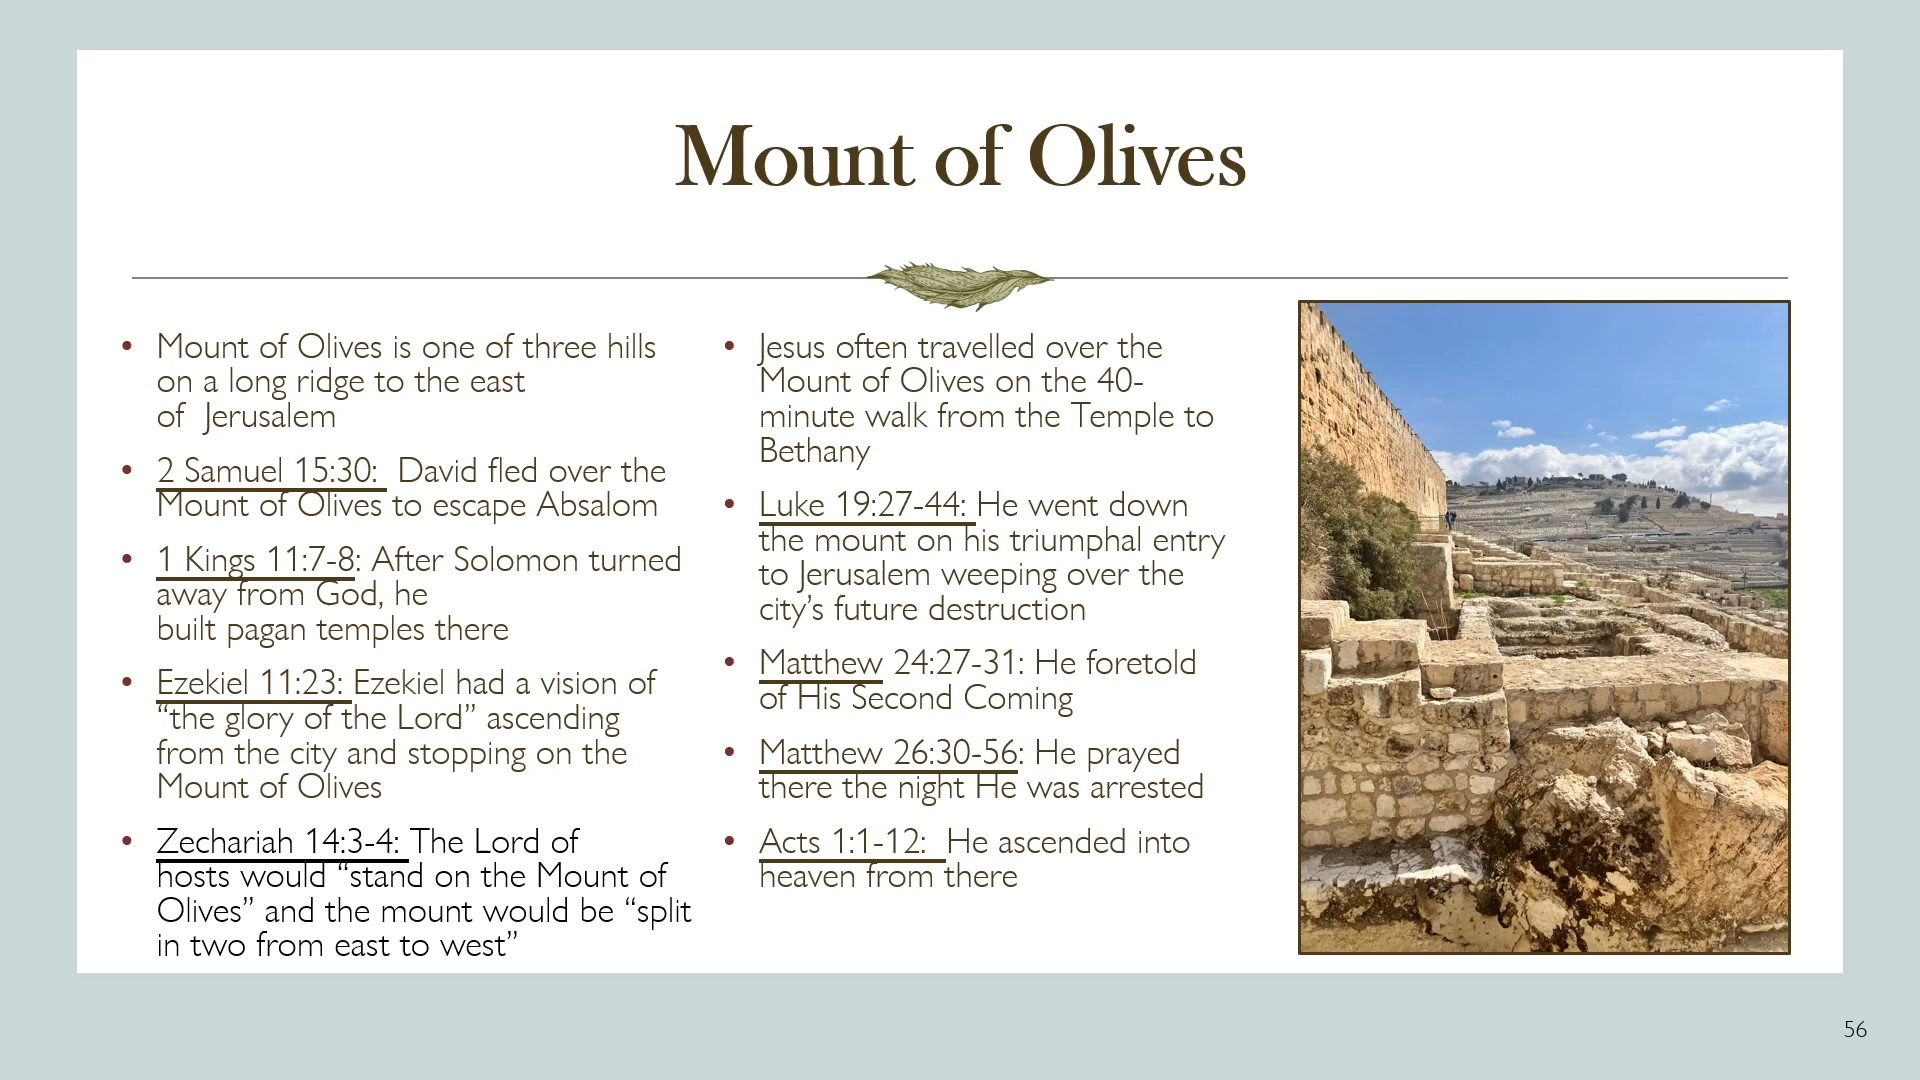 Mount of Olives
• Mount of Olives is one of three hills
on a long ridge to the east
of  Jerusalem
• 2 Samuel 15:30:  David fled over the
Mount of Olives to escape Absalom
• 1 Kings 11:7-8: After Solomon turned
away from God, he
built pagan temples there
• Ezekiel 11:23: Ezekiel had a vision of
“the glory of the Lord” ascending
from the city and stopping on the
Mount of Olives
• Zechariah 14:3-4: The Lord of
hosts would “stand on the Mount of
Olives” and the mount would be “split
in two from east to west”
• Jesus often travelled over the
Mount of Olives on the 40-
minute walk from the Temple to
Bethany
• Luke 19:27-44: He went down
the mount on his triumphal entry
to Jerusalem weeping over the
city’s future destruction
• Matthew 24:27-31: He foretold
of His Second Coming
• Matthew 26:30-56: He prayed
there the night He was arrested
• Acts 1:1-12:  He ascended into
heaven from there
56